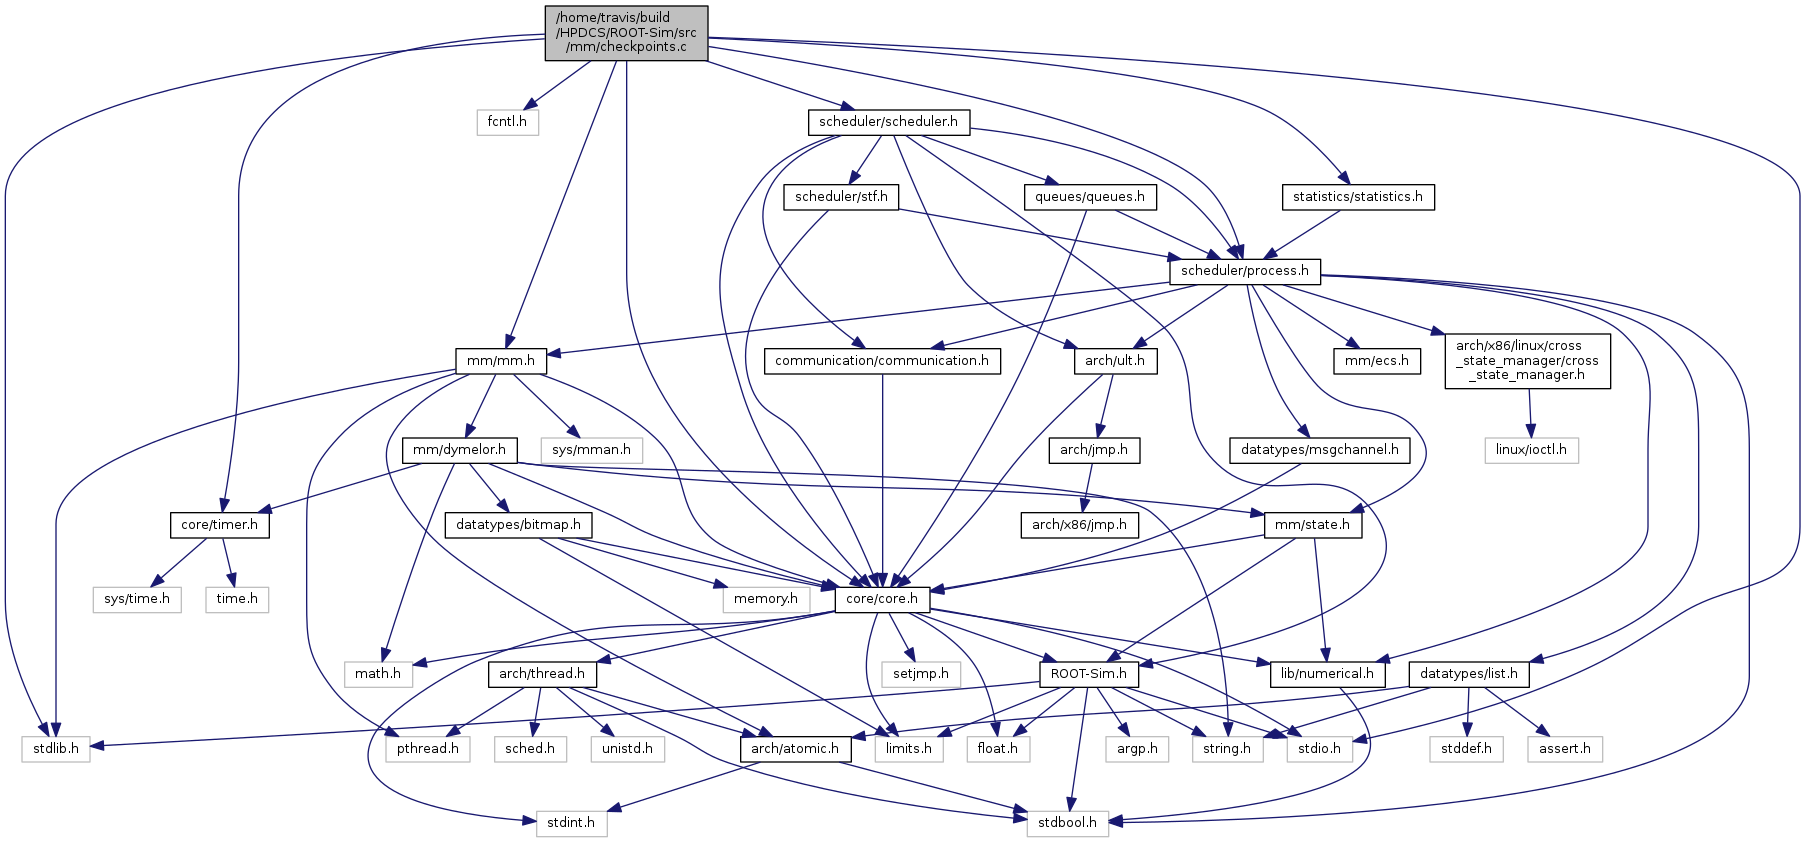 /home/travis/build
/HPDCS/ROOT-Sim/src
/mm/checkpoints.c
fcntl.h
scheduler/scheduler.h
scheduler/stf.h
queues/queues.h
statistics/statistics.h
scheduler/process.h
mm/mm.h
communication/communication.h
arch/ult.h
mm/ecs.h
arch/x86/linux/cross
_state_manager/cross
_state_manager.h
mm/dymelor.h
sys/mman.h
arch/jmp.h
datatypes/msgchannel.h
linux/ioctl.h
core/timer.h
datatypes/bitmap.h
arch/x86/jmp.h
mm/state.h
sys/time.h
time.h
memory.h
core/core.h
math.h
arch/thread.h
setjmp.h
ROOT-Sim.h
lib/numerical.h
datatypes/list.h
stdlib.h
pthread.h
sched.h
unistd.h
arch/atomic.h
limits.h
float.h
argp.h
string.h
stdio.h
stddef.h
assert.h
stdint.h
stdbool.h